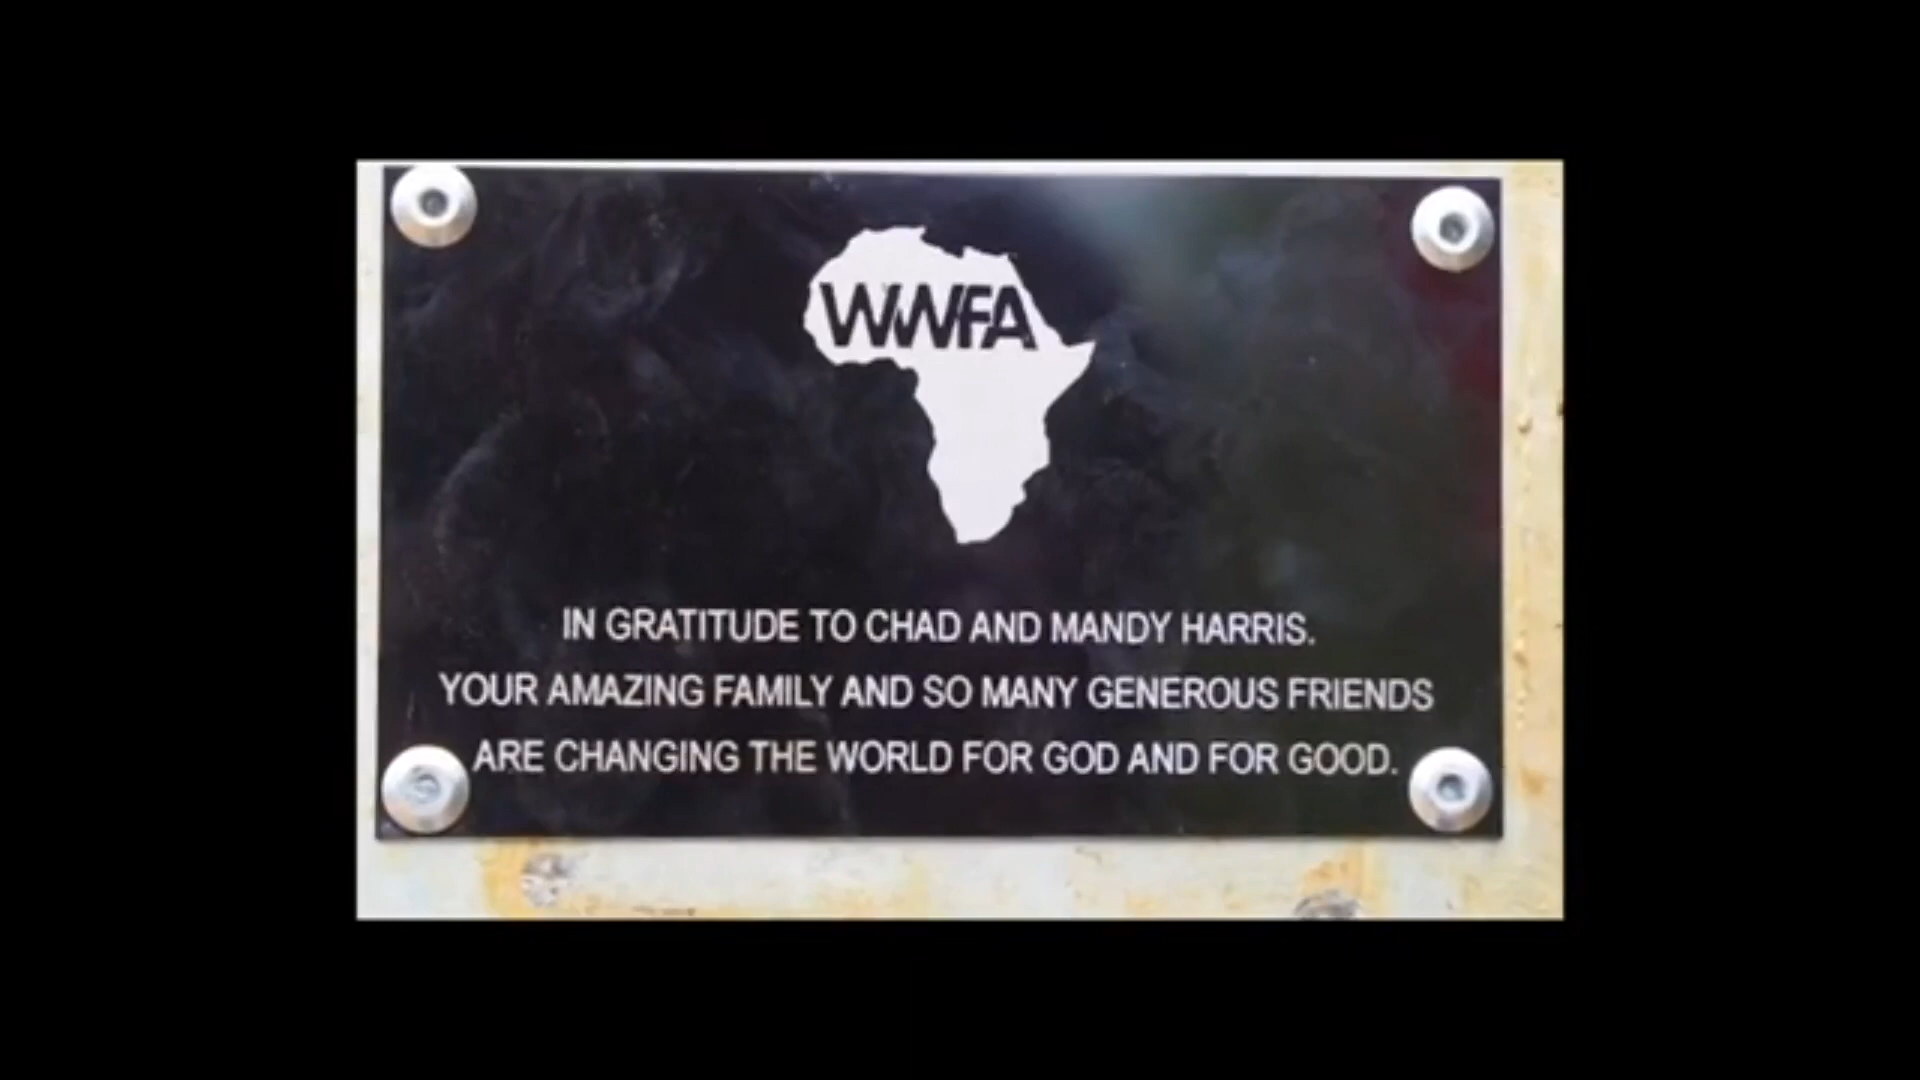 WWFA
IN GRATITUDE TO CHAD AND MANDY HARRIS.
YOUR AMAZING FAMILY AND SO MANY GENEROUS FRIENDS
ARE CHANGING THE WORLD FOR GOD AND FOR GOOD.